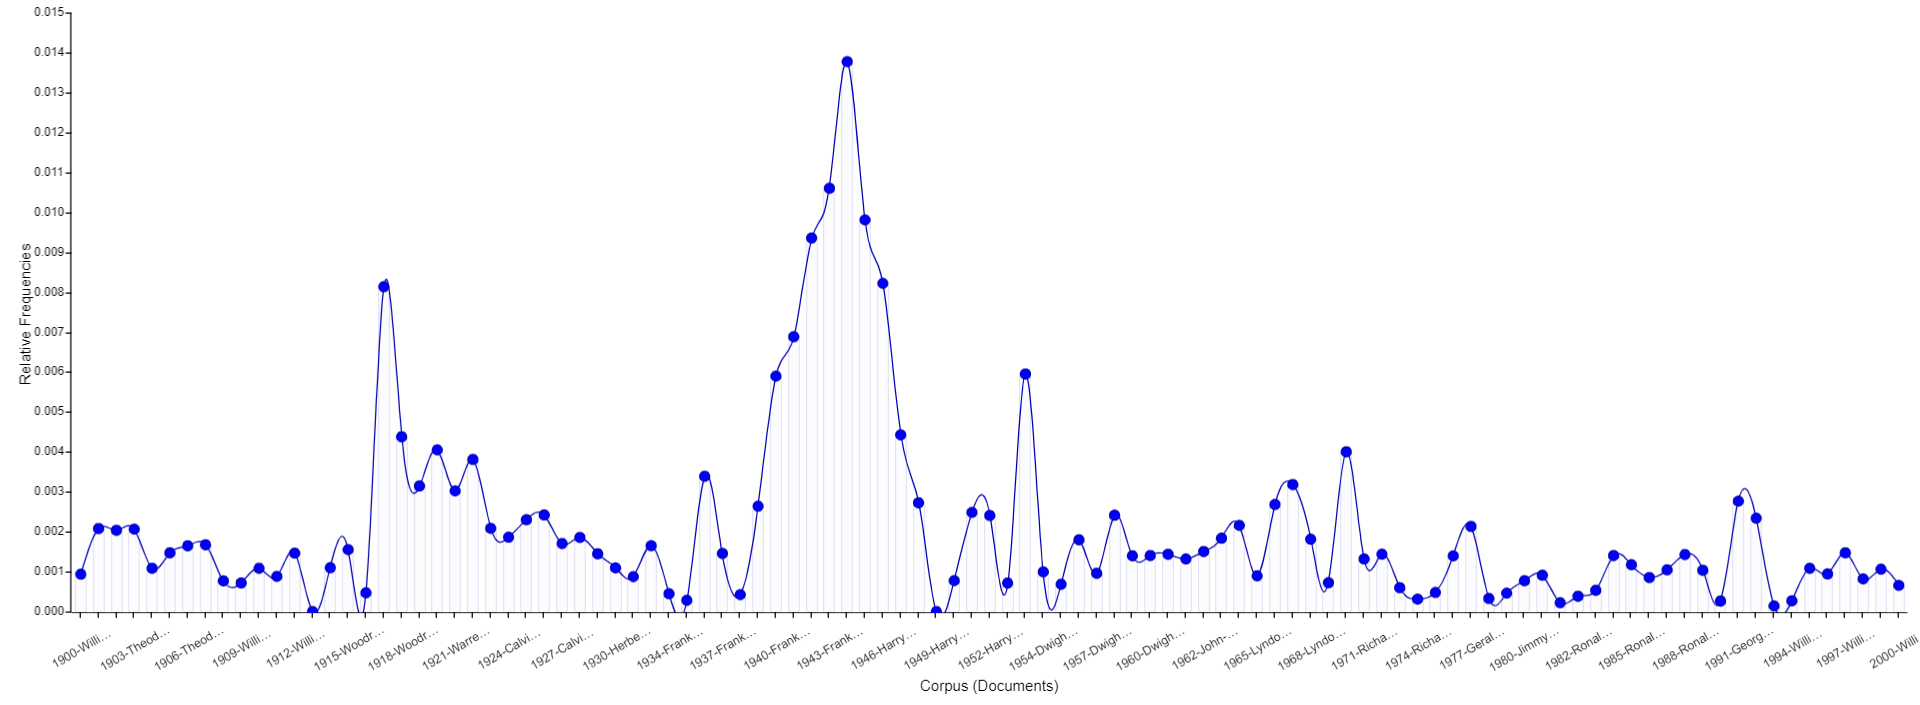 0.015
0.014
0.013
0.012
0.011
0.010
0.009
0.008
0.007
0.006
0.005
0.004
0.003
0.002
0.001
0.000
Relative Frequencies
1900-Willi...
1903-Theod...
1906-Theod...
1909-Willi...
1912-Willi...
1915-Woodr...
1918-Woodr...
1921-Warre...
1924-Calvi...
1927-Calvi...
1930-Herbe...
1934-Frank...
1937-Frank...
1940-Frank...
1943-Frank...
1946-Harry...
1949-Harry...
1952-Harry...
1954-Dwigh...
1957-Dwigh...
1960-Dwigh...
1962-John-...
1965-Lyndo...
1968-Lyndo...
1971-Richa...
1974-Richa...
1977-Geral...
1980-Jimmy...
1982-Ronal...
1985-Ronal...
1988-Ronal...
1991-Georg...
1994-Willi...
1997-Willi...
2000-Willi
Corpus (Documents)